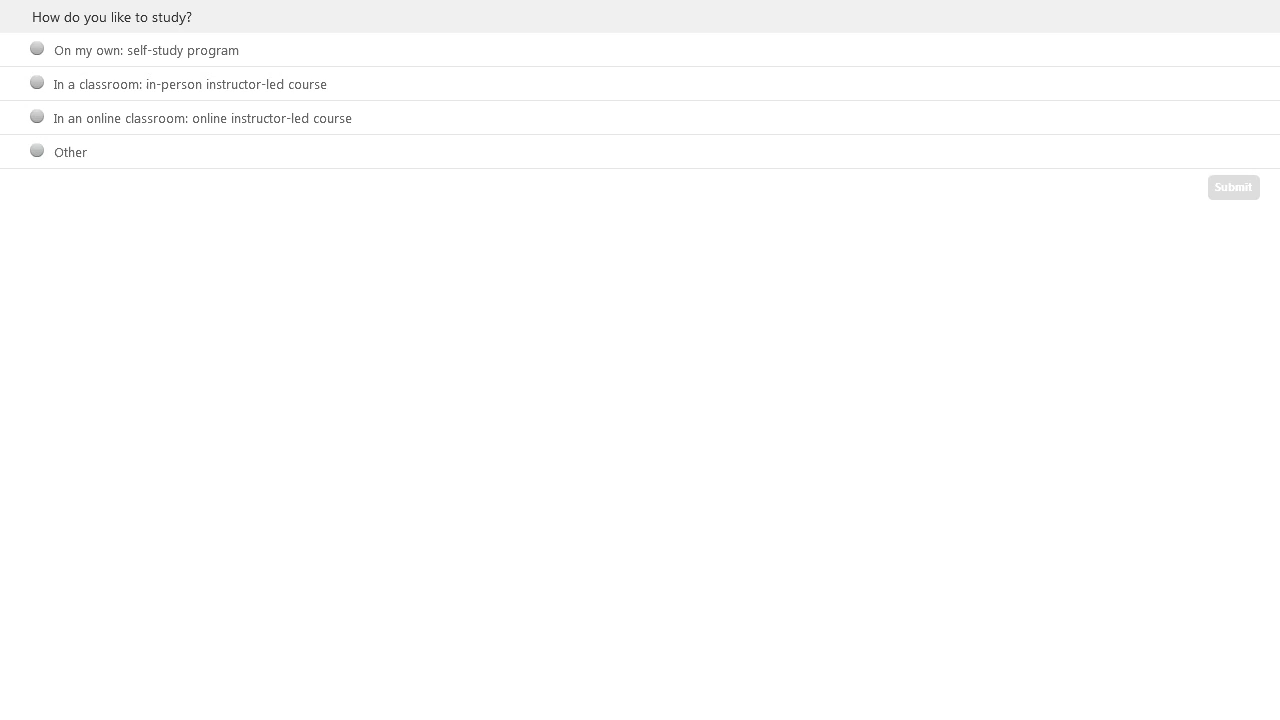 How do you like to study?
On my own: self-study program
In a classroom: in-person instructor-led course
In an online classroom: online instructor-led course
Other
Submit